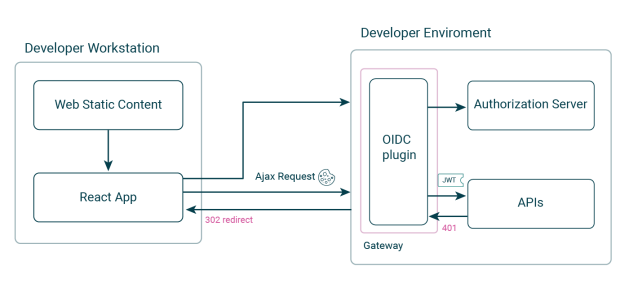 Developer Workstation
Web Static Content
React App
Ajax Request
302 redirect
Developer Enviroment
OIDC
plugin
Gateway
Authorization Server
JWT
APIs
401